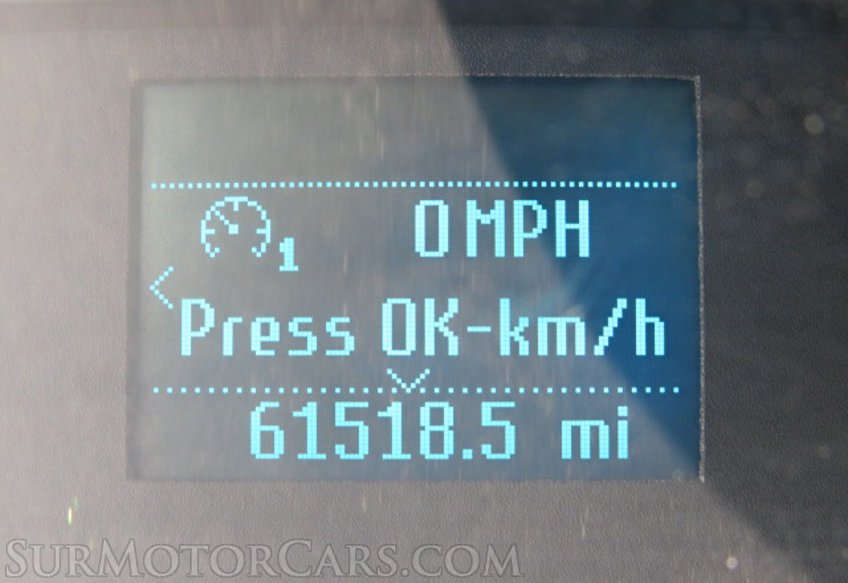 0 MPH
1
Press OK-km/h
61518.5 mi
SurMotorCars.com